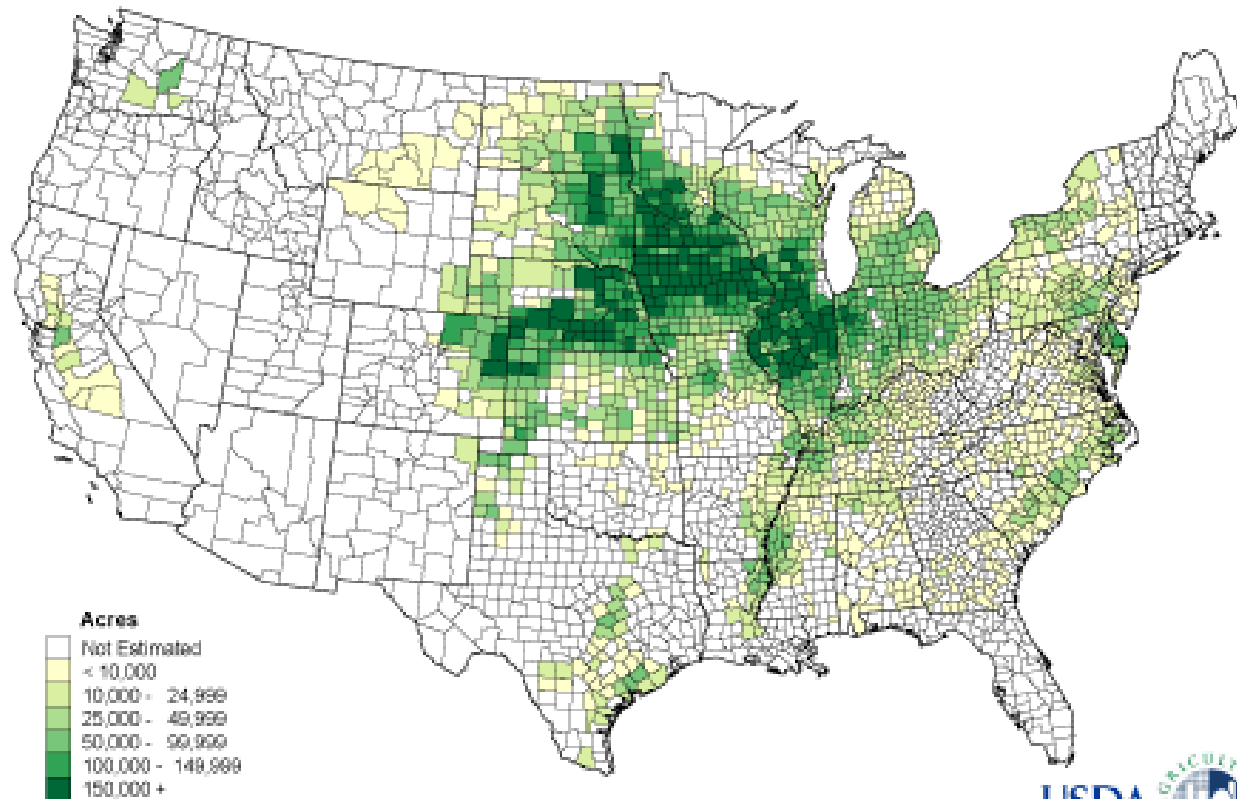 Acres
Not Estimated
< 10,000
10,000 - 24,999
25,000 - 49,999
50,000 - 99,999
100,000 - 149,999
150,000 +
USDA